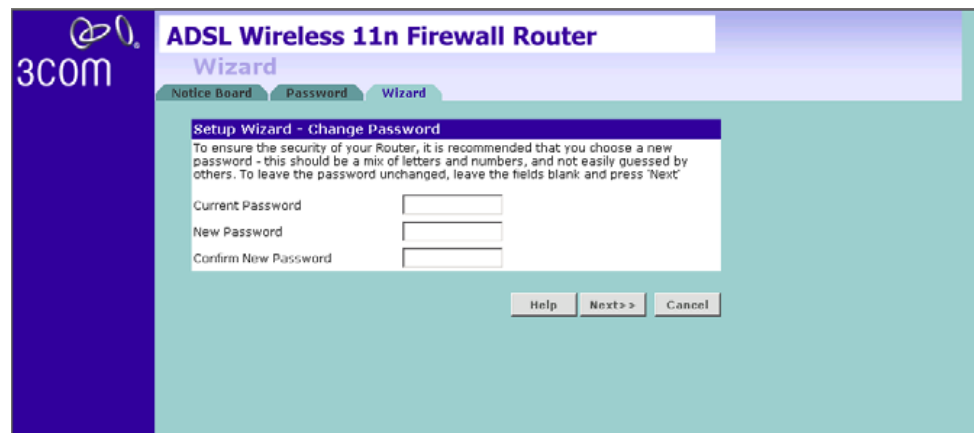 3COM
ADSL Wireless 11n Firewall Router
Wizard
Notice Board Password Wizard
Setup Wizard - Change Password
To ensure the security of your Router, it is recommended that you choose a new
password - this should be a mix of letters and numbers, and not easily guessed by
others. To leave the password unchanged, leave the fields blank and press 'Next'
Current Password
New Password
Confirm New Password
Help Next>> Cancel